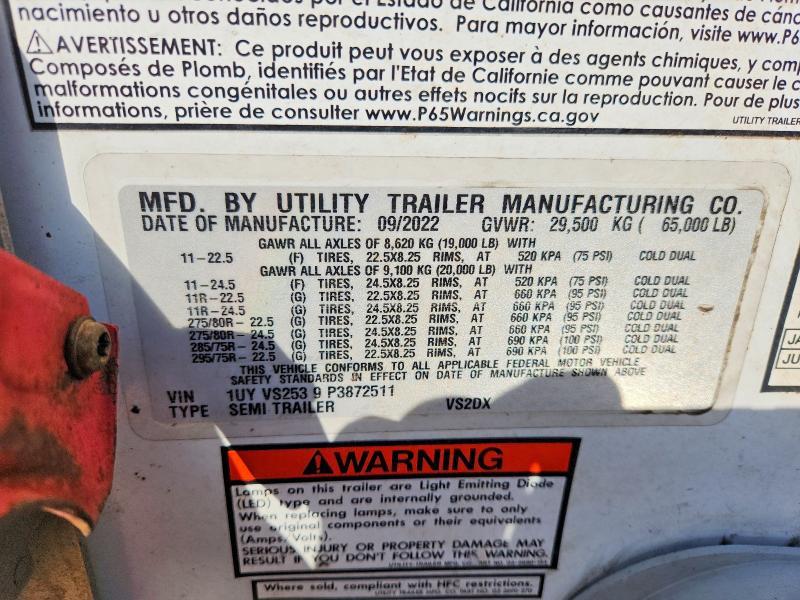 nacimiento u otros daños reproductivos. Para mayor información, visite www.P65
⚠AVERTISSEMENT: Ce produit peut vous exposer à des agents chimiques, y comp
Composés de Plomb, identifiés par l'Etat de Californie comme pouvant causer le c
malformations congénitales ou autres effets nocifs sur la reproduction. Pour de plus
informations, prière de consulter www.P65Warnings.ca.gov
UTILITY TRAILER
MFD. BY UTILITY TRAILER MANUFACTURING CO.
DATE OF MANUFACTURE: 09/2022 GVWR: 29,500 KG ( 65,000 LB)
GAWR ALL AXLES OF 8,620 KG (19,000 LB) WITH
11-22.5 (F) TIRES, 22.5X8.25 RIMS, AT 520 KPA (75 PSI) COLD DUAL
GAWR ALL AXLES OF 9,100 KG (20,000 LB) WITH
11-24.5 (F) TIRES, 24.5X8.25 RIMS, AT 520 KPA (75 PSI) COLD DUAL
11R-22.5 (G) TIRES, 22.5X8.25 RIMS, AT 660 KPA (95 PSI) COLD DUAL
11R-24.5 (G) TIRES, 24.5X8.25 RIMS, AT 660 KPA (95 PSI) COLD DUAL
275/80R-22.5 (G) TIRES, 22.5X8.25 RIMS, AT 660 KPA (95 PSI) COLD DUAL
275/80R-24.5 (G) TIRES, 24.5X8.25 RIMS, AT 660 KPA (95 PSI) COLD DUAL
285/75R-24.5 (G) TIRES, 24.5X8.25 RIMS, AT 690 KPA (100 PSI) COLD DUAL
295/75R-22.5 (G) TIRES, 22.5X8.25 RIMS, AT 690 KPA (100 PSI) COLD DUAL
THIS VEHICLE CONFORMS TO ALL APPLICABLE FEDERAL MOTOR VEHICLE
SAFETY STANDARDS IN EFFECT ON DATE OF MANUFACTURE SHOWN ABOVE
VIN 1UY VS253 9 P3872511
TYPE SEMI TRAILER VS2DX
JA
JU
⚠WARNING
Lamps on this trailer are Light Emitting Diode
(LED) type and are internally grounded.
When replacing lamps, make sure to only
use original components or their equivalents
(Amps, Volts).
SERIOUS INJURY OR PROPERTY DAMAGE MAY
RESULT IF YOU DON'T FOLLOW THIS WARNING.
Where sold, compliant with HFC restrictions.